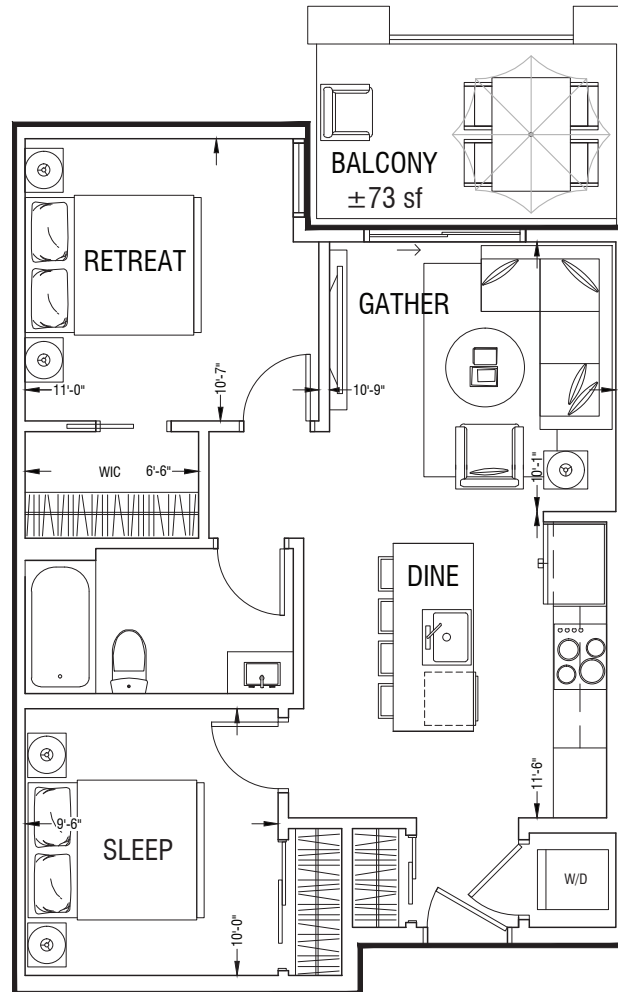 BALCONY
±73 sf
RETREAT
GATHER
11'-0"
10'-7"
10'-9"
10'-1"
WIC 6'-6"
DINE
11'-6"
9'-6"
SLEEP
10'-0"
W/D